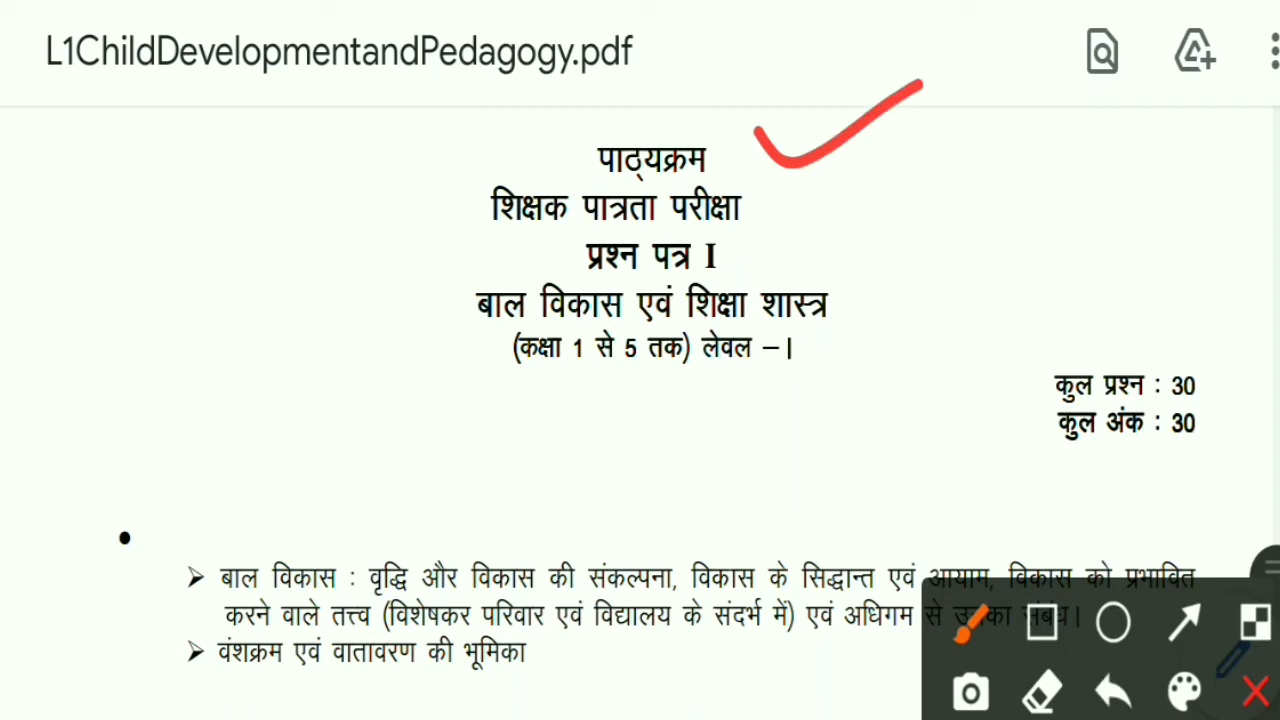 L1ChildDevelopmentandPedagogy.pdf
पाठ्यक्रम
शिक्षक पात्रता परीक्षा
प्रश्न पत्र I
बाल विकास एवं शिक्षा शास्त्र
(कक्षा 1 से 5 तक) लेवल –I
कुल प्रश्न : 30
कुल अंक : 30
➢ बाल विकास : वृद्धि और विकास की संकल्पना, विकास के सिद्धान्त एवं आयाम, विकास को प्रभावित
करने वाले तत्त्व (विशेषकर परिवार एवं विद्यालय के संदर्भ में) एवं अधिगम से उनका संबंध।
➢ वंशक्रम एवं वातावरण की भूमिका